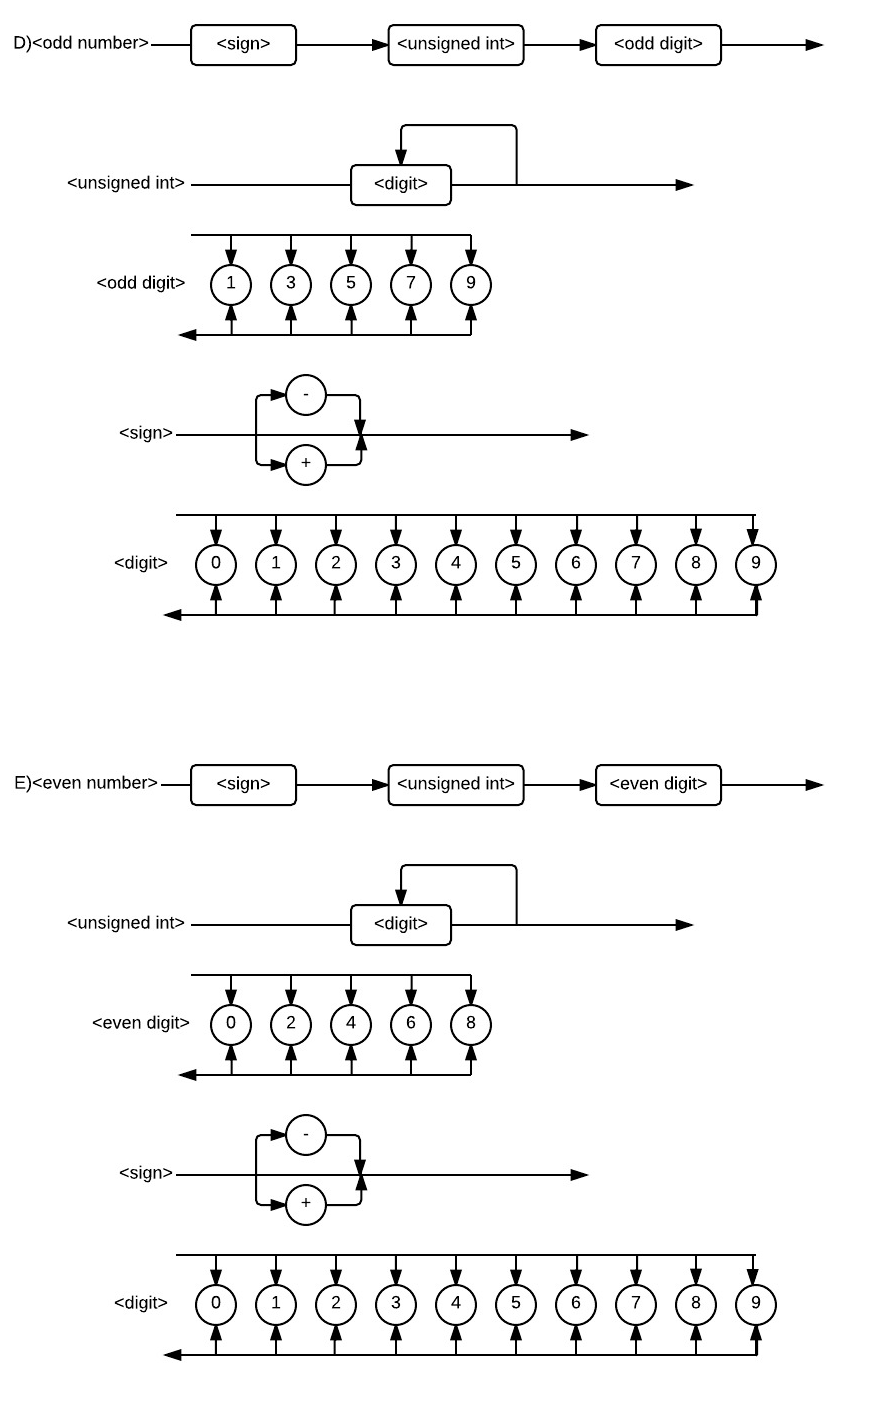 D)<odd number> <sign> <unsigned int> <odd digit>
<unsigned int> <digit>
<odd digit> 1 3 5 7 9
-
<sign>
+
<digit> 0 1 2 3 4 5 6 7 8 9
E)<even number> <sign> <unsigned int> <even digit>
<unsigned int> <digit>
<even digit> 0 2 4 6 8
-
<sign>
+
<digit> 0 1 2 3 4 5 6 7 8 9